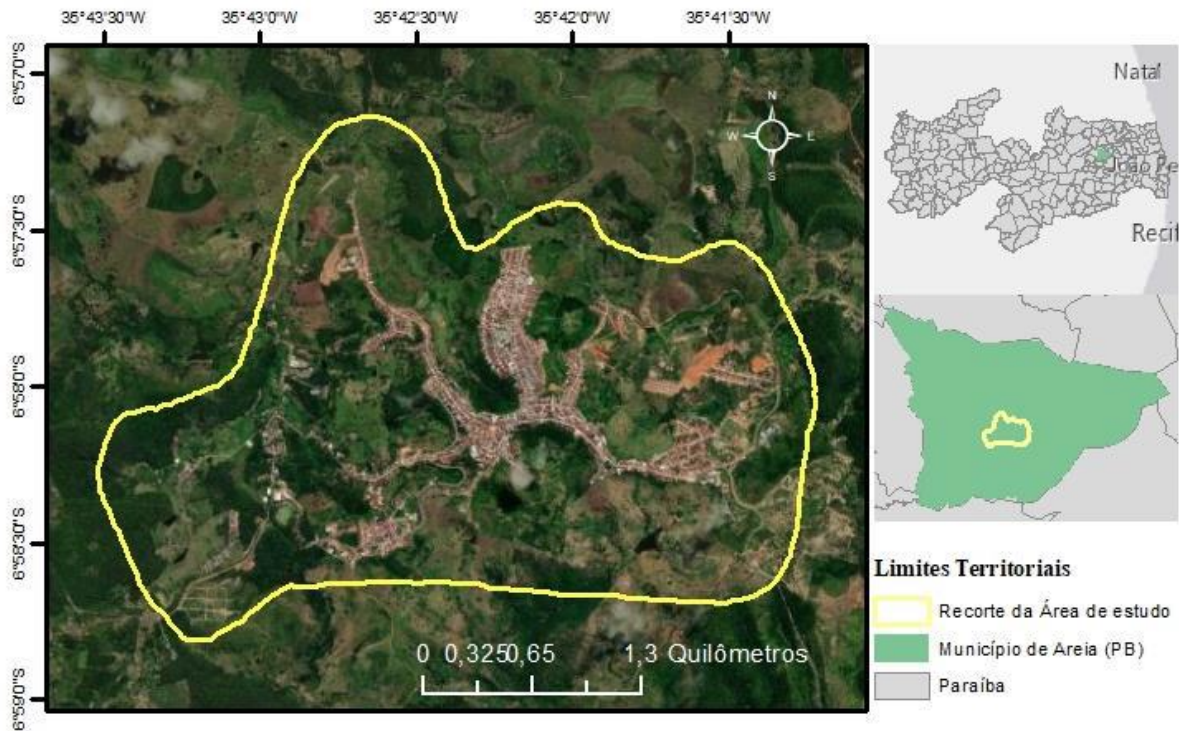 35°43'30"W 35°43'0"W 35°42'30"W 35°42'0"W 35°41'30"W
6°57'0"S
6°57'30"S
6°58'0"S
6°58'30"S
6°59'0"S
N
W E
S
0 0,325 0,65 1,3 Quilômetros
Natal
João Pe
Recif
Limites Territoriais
Recorte da Área de estudo
Município de Areia (PB)
Paraíba